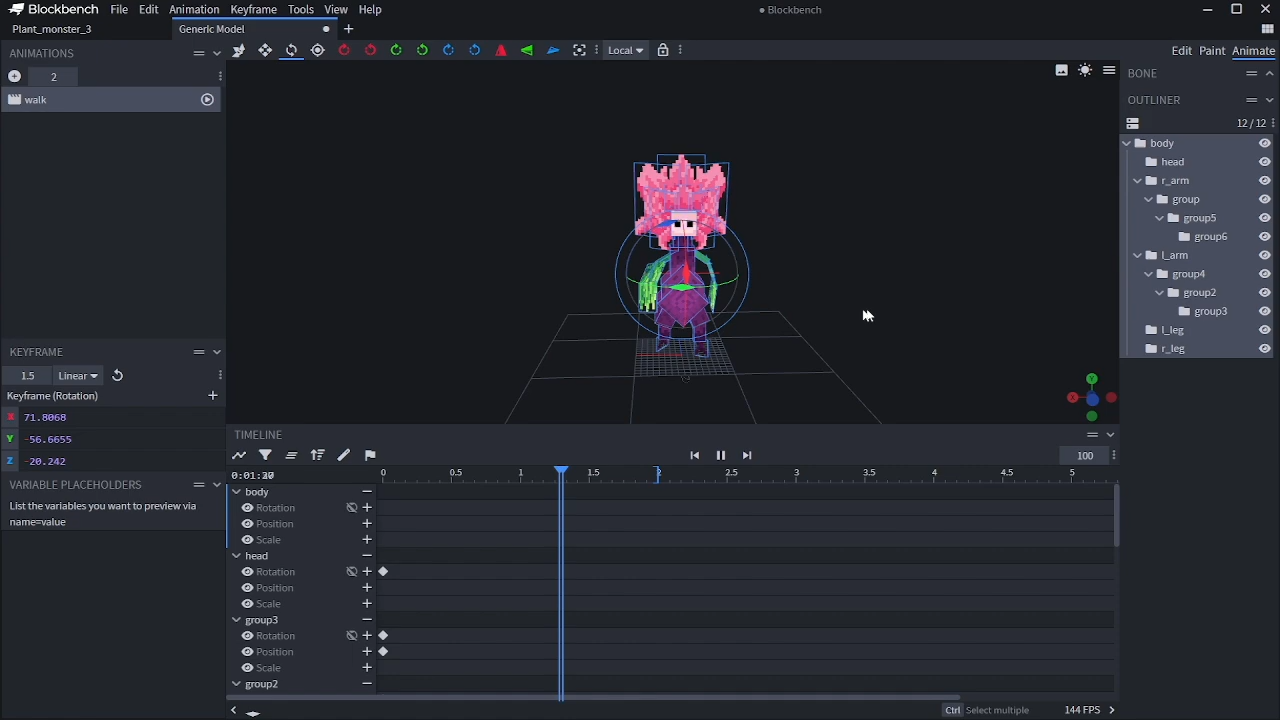 Blockbench File Edit Animation Keyframe Tools View Help Blockbench
Plant_monster_3 Generic Model
Local Edit Paint Animate
ANIMATIONS
2
walk
BONE
OUTLINER
12/12
body
head
r_arm
group
group5
group6
l_arm
group4
group2
group3
l_leg
r_leg
KEYFRAME
1.5 Linear
Keyframe (Rotation)
X 71.8068
Y -56.6655
Z -20.242
VARIABLE PLACEHOLDERS
List the variables you want to preview via
name=value
Y
X
TIMELINE
100
0 0.5 1 1.5 2 2.5 3 3.5 4 4.5 5
body
Rotation
Position
Scale
head
Rotation
Position
Scale
group3
Rotation
Position
Scale
group2
Ctrl Select multiple 144 FPS